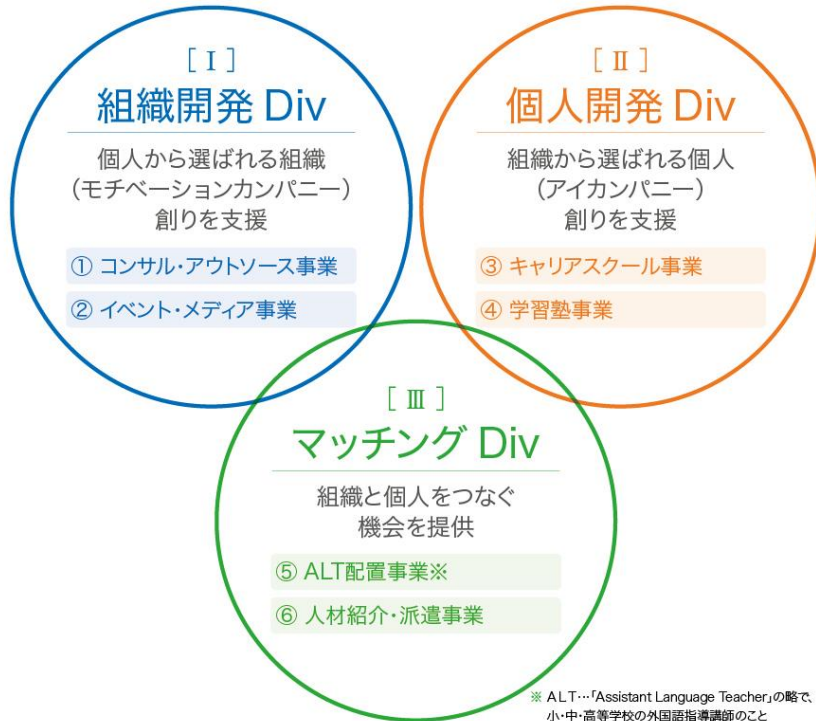 [ Ⅰ ]
組織開発 Div
個人から選ばれる組織
（モチベーションカンパニー）
創りを支援
① コンサル・アウトソース事業
② イベント・メディア事業
[ Ⅱ ]
個人開発 Div
組織から選ばれる個人
（アイカンパニー）
創りを支援
③ キャリアスクール事業
④ 学習塾事業
[ Ⅲ ]
マッチング Div
組織と個人をつなぐ
機会を提供
⑤ ALT配置事業※
⑥ 人材紹介・派遣事業
※ ALT…「Assistant Language Teacher」の略で、
小・中・高等学校の外国語指導講師のこと